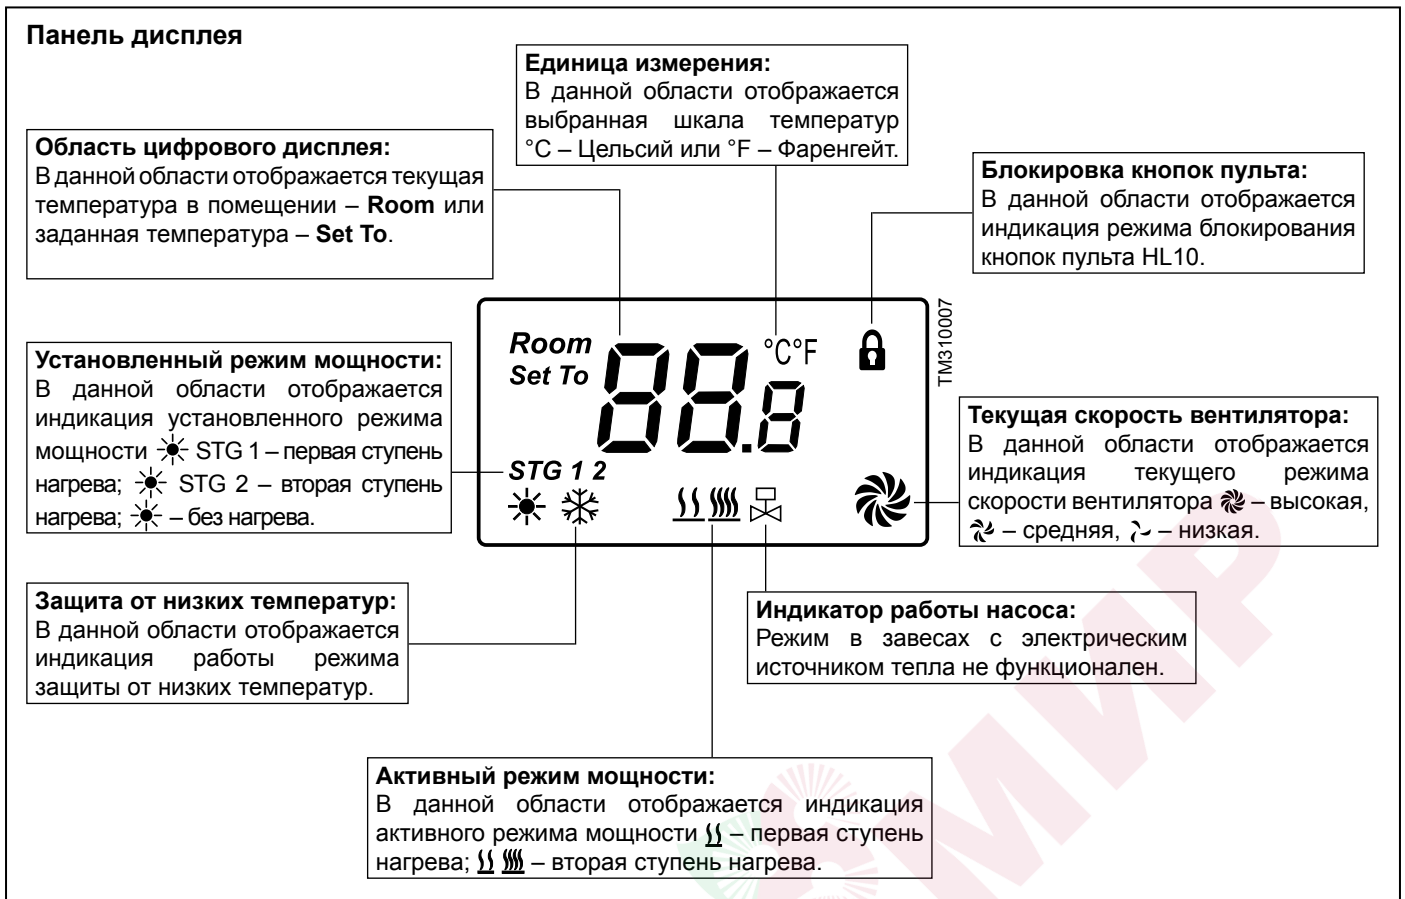 Панель дисплея
Единица измерения:
В данной области отображается
выбранная шкала температур
°C – Цельсий или °F – Фаренгейт.
Область цифрового дисплея:
В данной области отображается текущая
температура в помещении – Room или
заданная температура – Set To.
Блокировка кнопок пульта:
В данной области отображается
индикация режима блокирования
кнопок пульта HL10.
Room
Set To
88.8
°C°F
TM310007
STG 1 2
Установленный режим мощности:
В данной области отображается
индикация установленного режима
мощности STG 1 – первая ступень
нагрева; STG 2 – вторая ступень
нагрева; – без нагрева.
Текущая скорость вентилятора:
В данной области отображается
индикация текущего режима
скорости вентилятора – высокая,
– средняя, – низкая.
Защита от низких температур:
В данной области отображается
индикация работы режима
защиты от низких температур.
Индикатор работы насоса:
Режим в завесах с электрическим
источником тепла не функционален.
Активный режим мощности:
В данной области отображается индикация
активного режима мощности – первая ступень
нагрева; – вторая ступень нагрева.